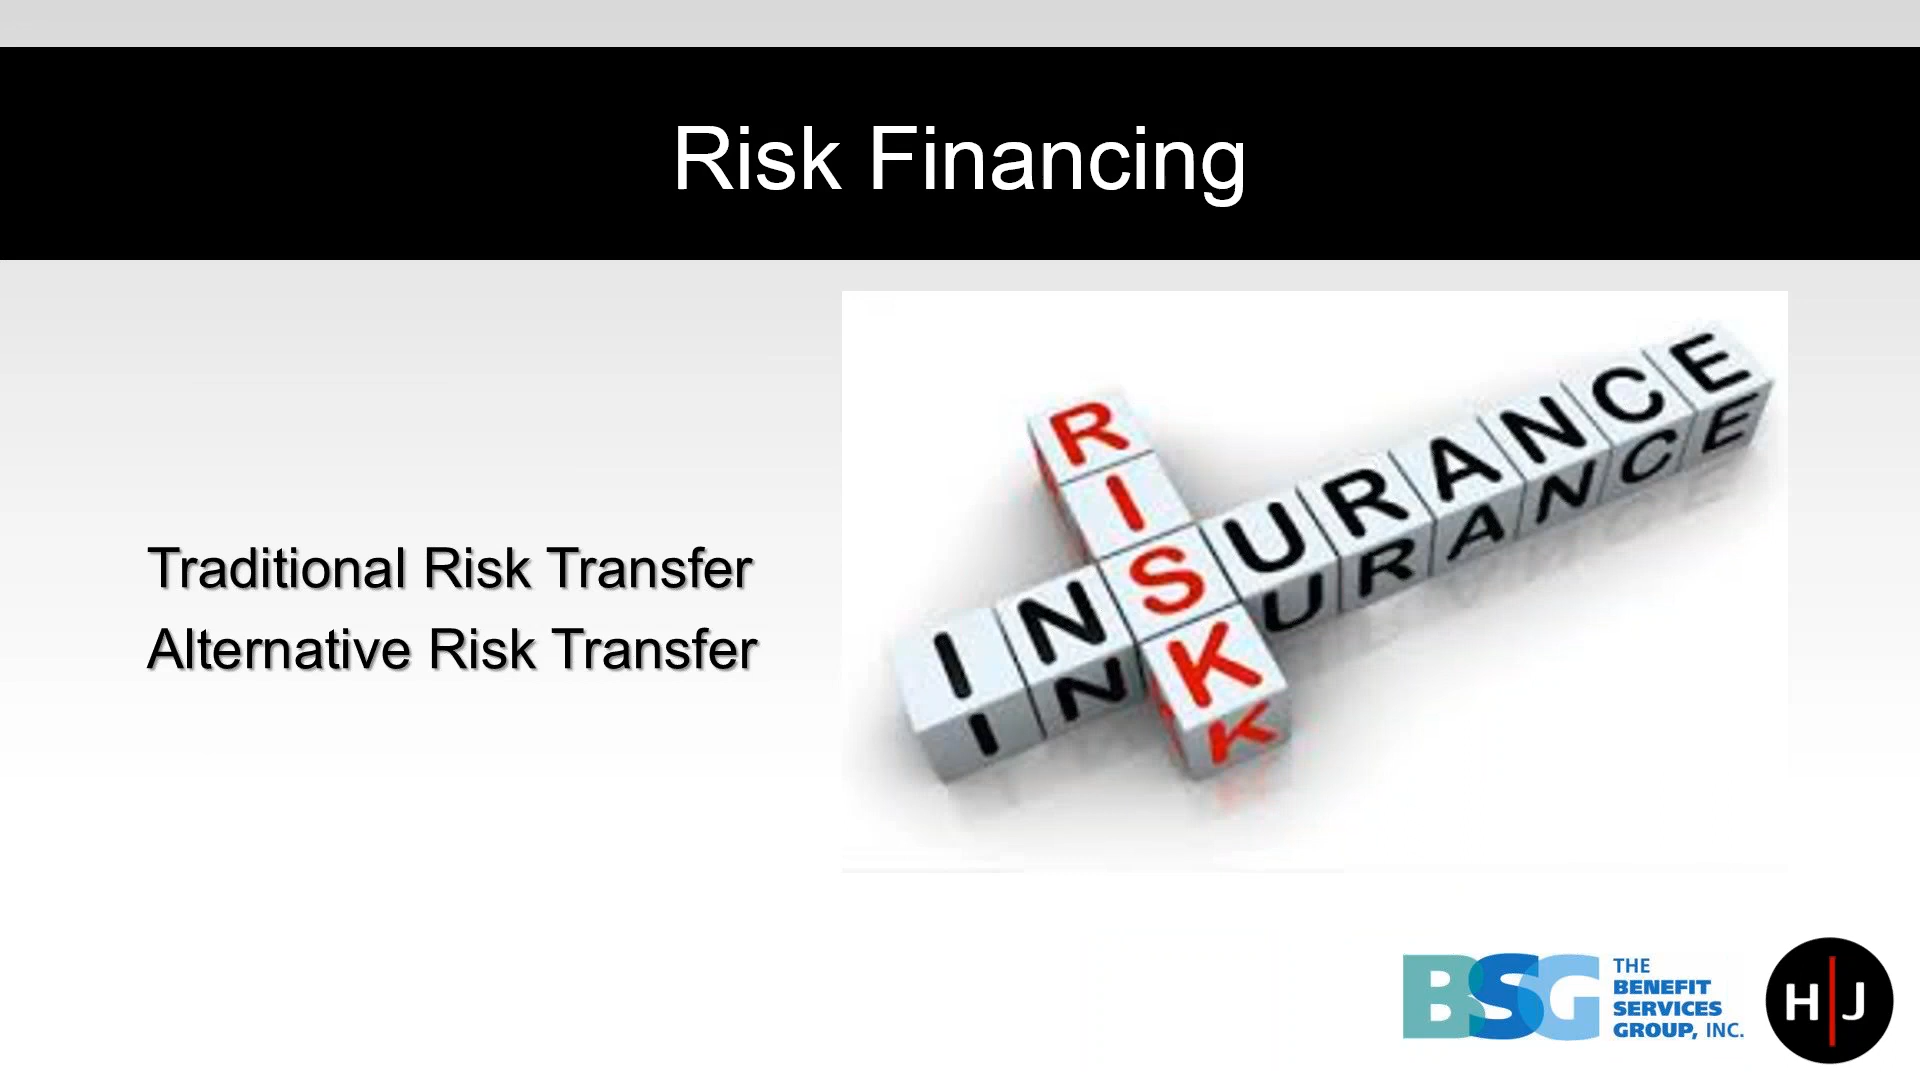 Risk Financing
Traditional Risk Transfer
Alternative Risk Transfer
RISK
INSURANCE
BSG
THE
BENEFIT
SERVICES
GROUP, INC.
H|J